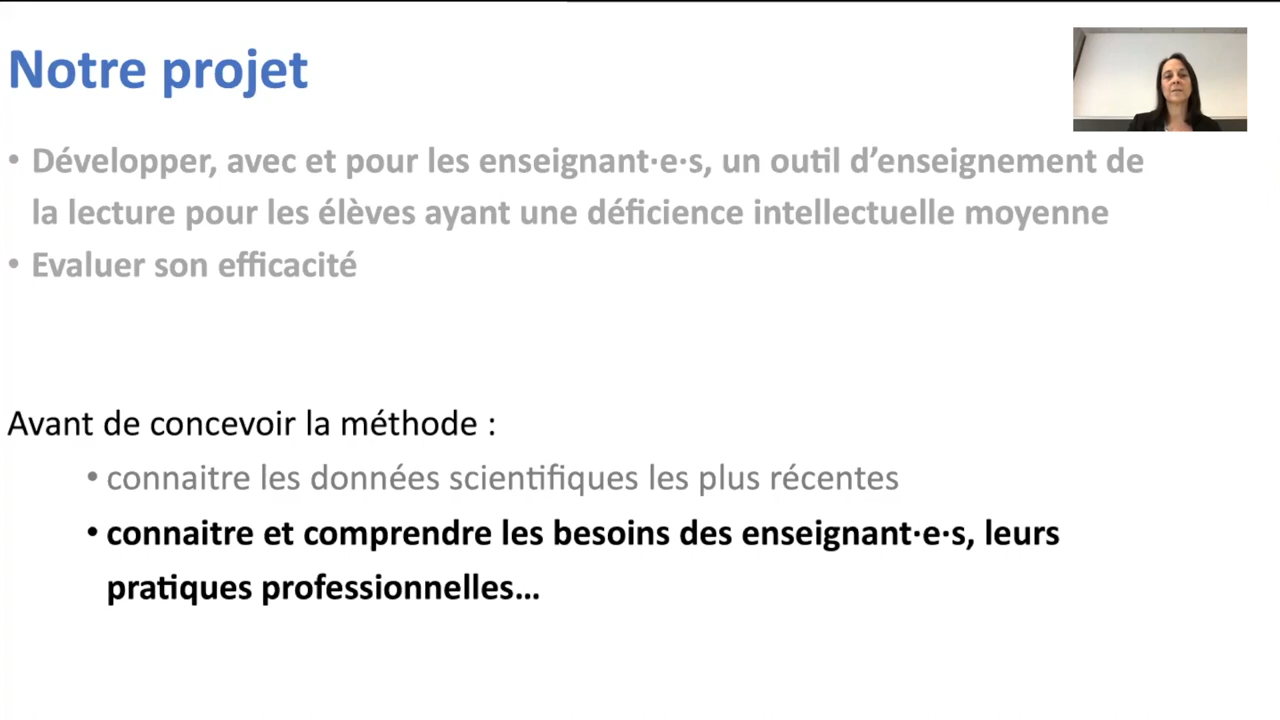 Notre projet
• Développer, avec et pour les enseignant·e·s, un outil d’enseignement de
la lecture pour les élèves ayant une déficience intellectuelle moyenne
• Evaluer son efficacité
Avant de concevoir la méthode :
• connaitre les données scientifiques les plus récentes
• connaitre et comprendre les besoins des enseignant·e·s, leurs
pratiques professionnelles...